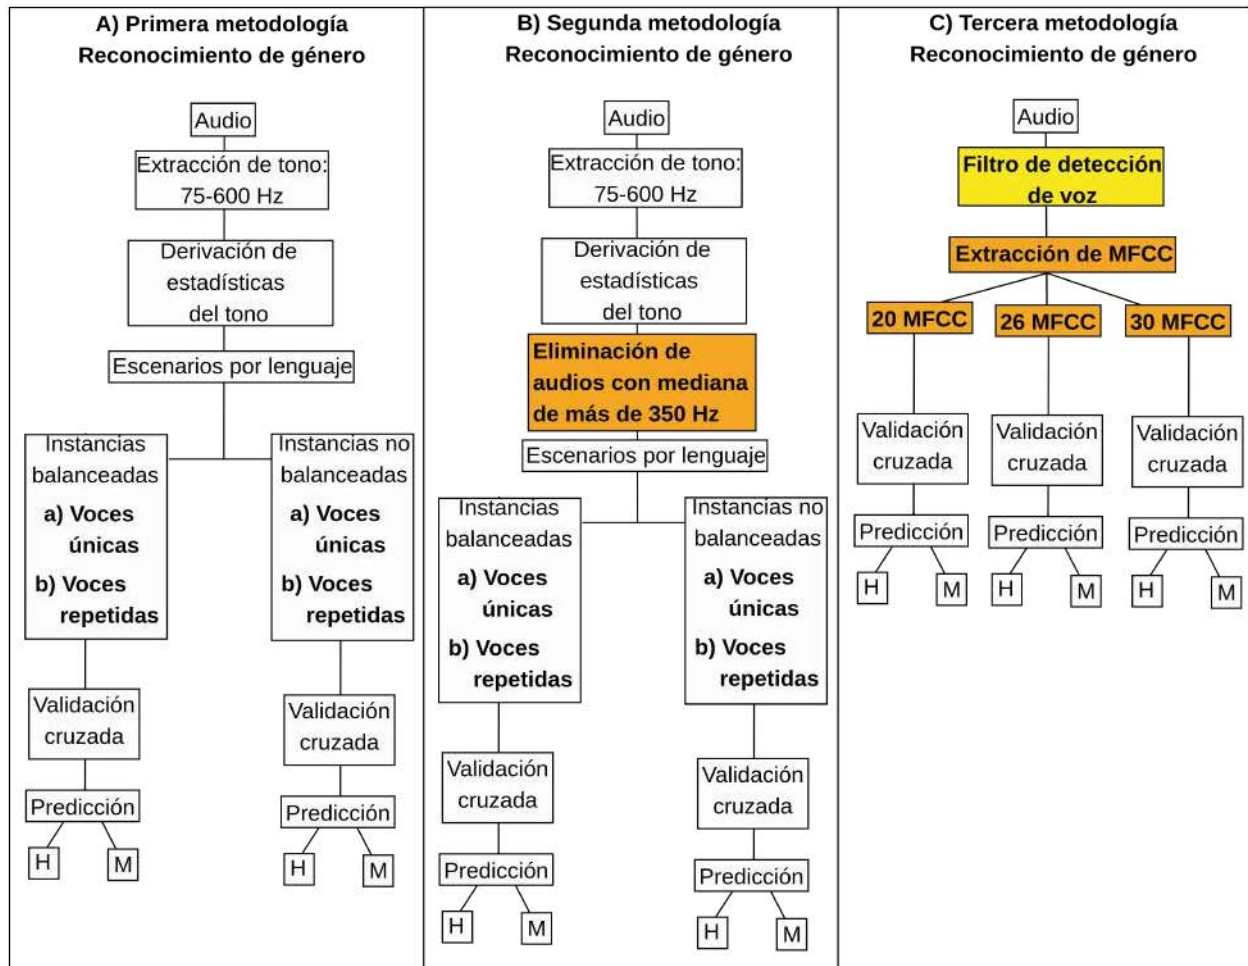 A) Primera metodología
Reconocimiento de género
Audio
Extracción de tono:
75-600 Hz
Derivación de
estadísticas
del tono
Escenarios por lenguaje
Instancias
balanceadas
a) Voces
únicas
b) Voces
repetidas
Validación
cruzada
Predicción
H
M
Instancias no
balanceadas
a) Voces
únicas
b) Voces
repetidas
Validación
cruzada
Predicción
H
M
B) Segunda metodología
Reconocimiento de género
Audio
Extracción de tono:
75-600 Hz
Derivación de
estadísticas
del tono
Eliminación de
audios con mediana
de más de 350 Hz
Escenarios por lenguaje
Instancias
balanceadas
a) Voces
únicas
b) Voces
repetidas
Validación
cruzada
Predicción
H
M
Instancias no
balanceadas
a) Voces
únicas
b) Voces
repetidas
Validación
cruzada
Predicción
H
M
C) Tercera metodología
Reconocimiento de género
Audio
Filtro de detección
de voz
Extracción de MFCC
20 MFCC
26 MFCC
30 MFCC
Validación
cruzada
Validación
cruzada
Validación
cruzada
Predicción
Predicción
Predicción
H
M
H
M
H
M